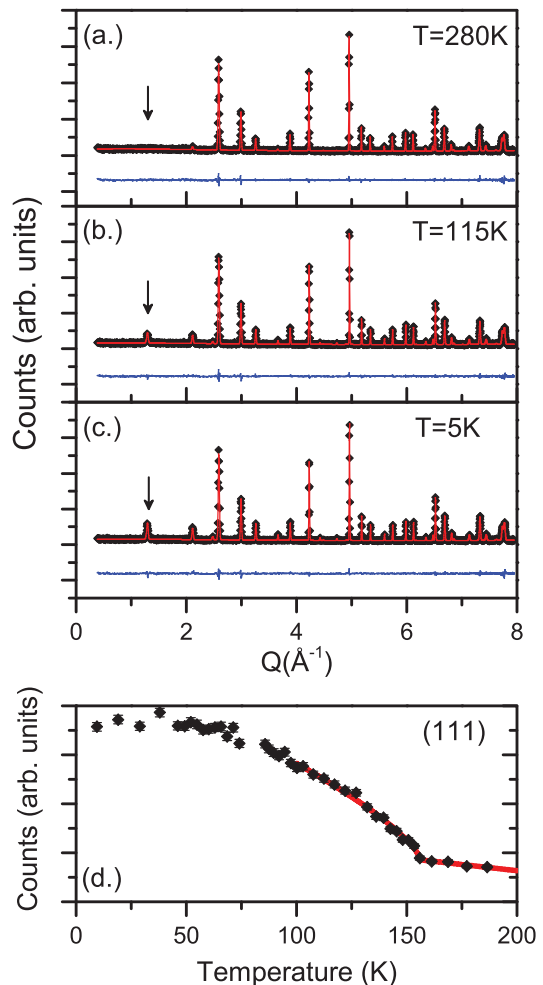 (a.) T=280K
(b.) T=115K
(c.) T=5K
Counts (arb. units)
0 2 4 6 8
Q(Å⁻¹)
(111)
(d.)
Counts (arb. units)
0 50 100 150 200
Temperature (K)